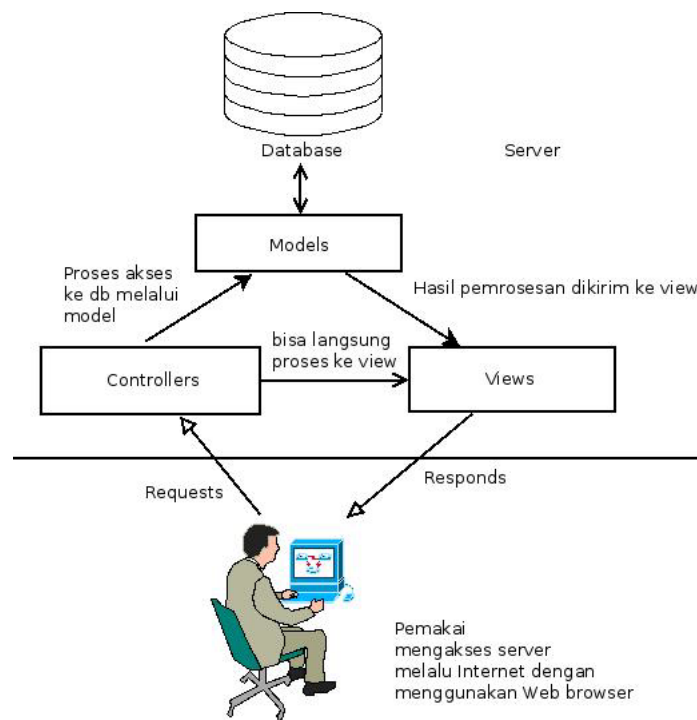 Database
Server
Models
Proses akses
ke db melalui
model
Hasil pemrosesan dikirim ke view
bisa langsung
proses ke view
Controllers
Views
Requests
Responds
Pemakai
mengakses server
melalu Internet dengan
menggunakan Web browser